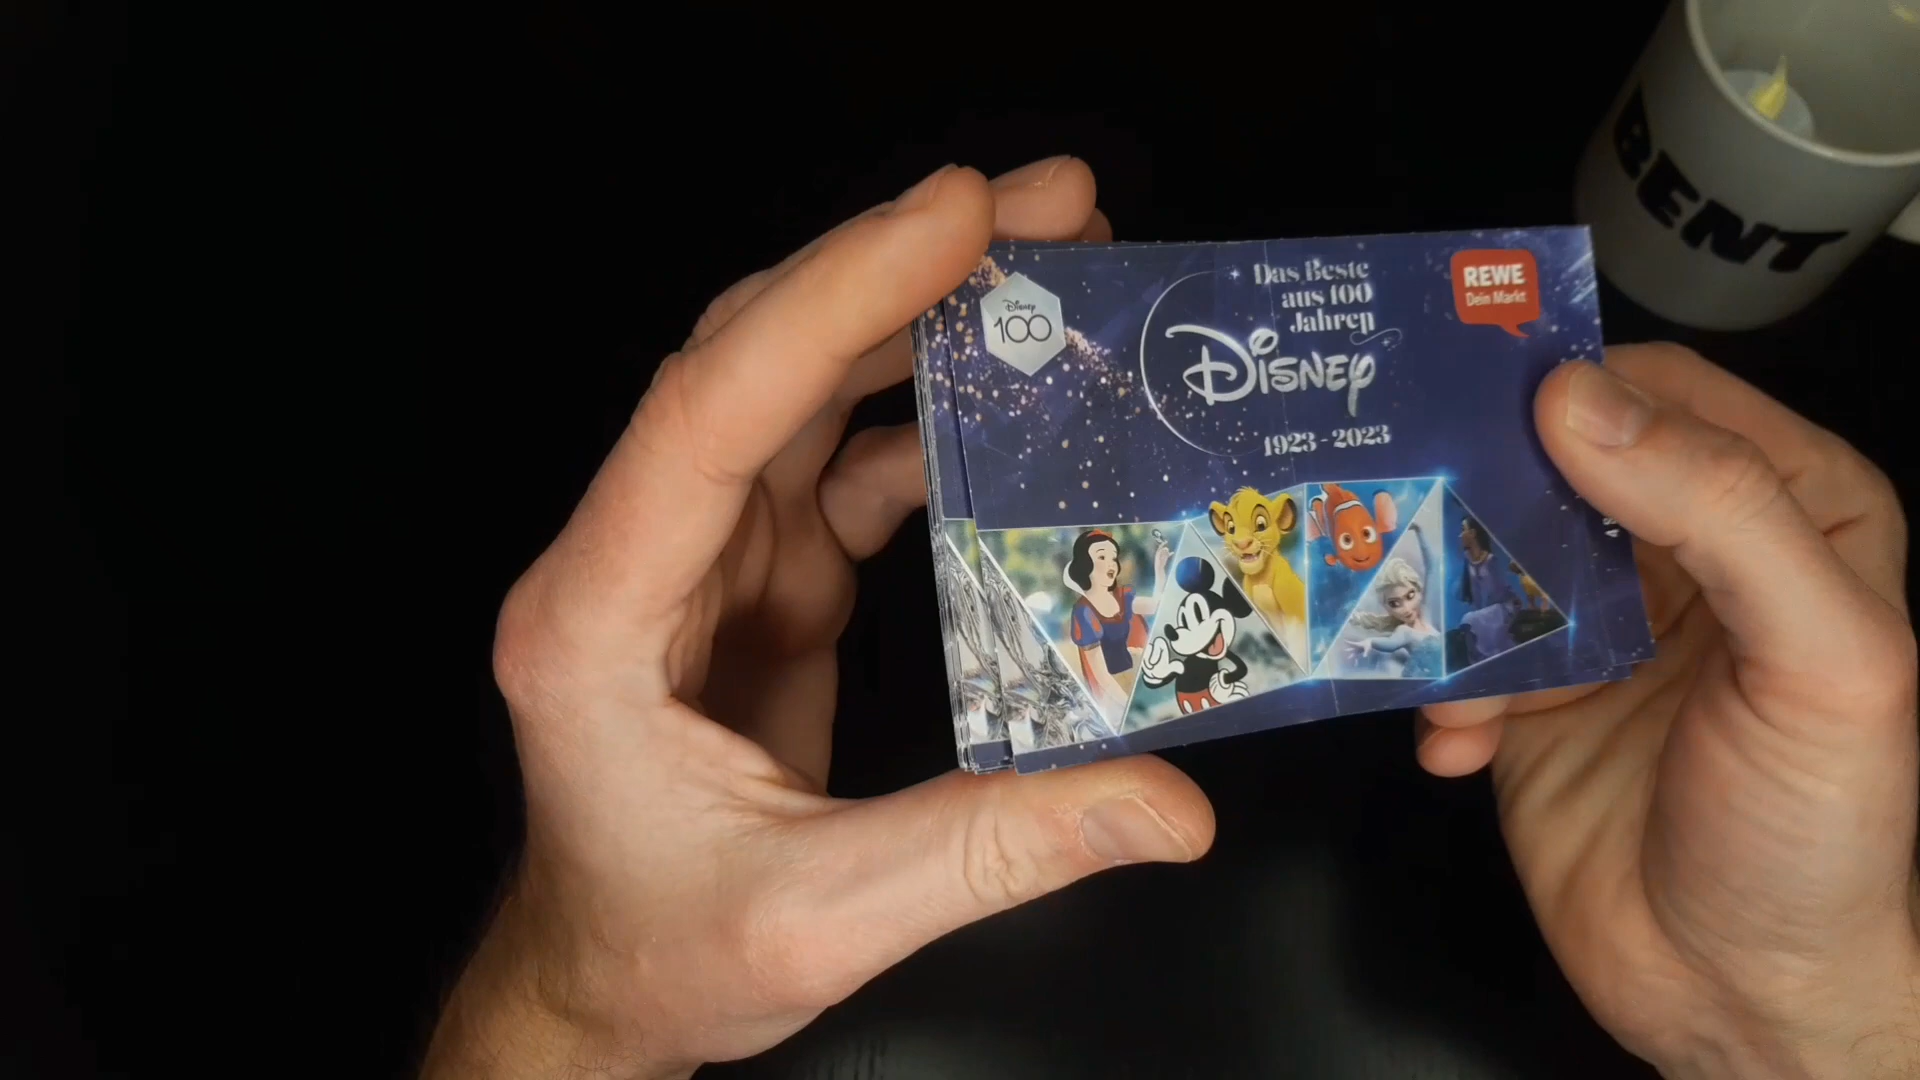 Disney
100
Das Beste
aus 100
Jahren
Disney
1923 - 2023
REWE
Dein Markt
BENT